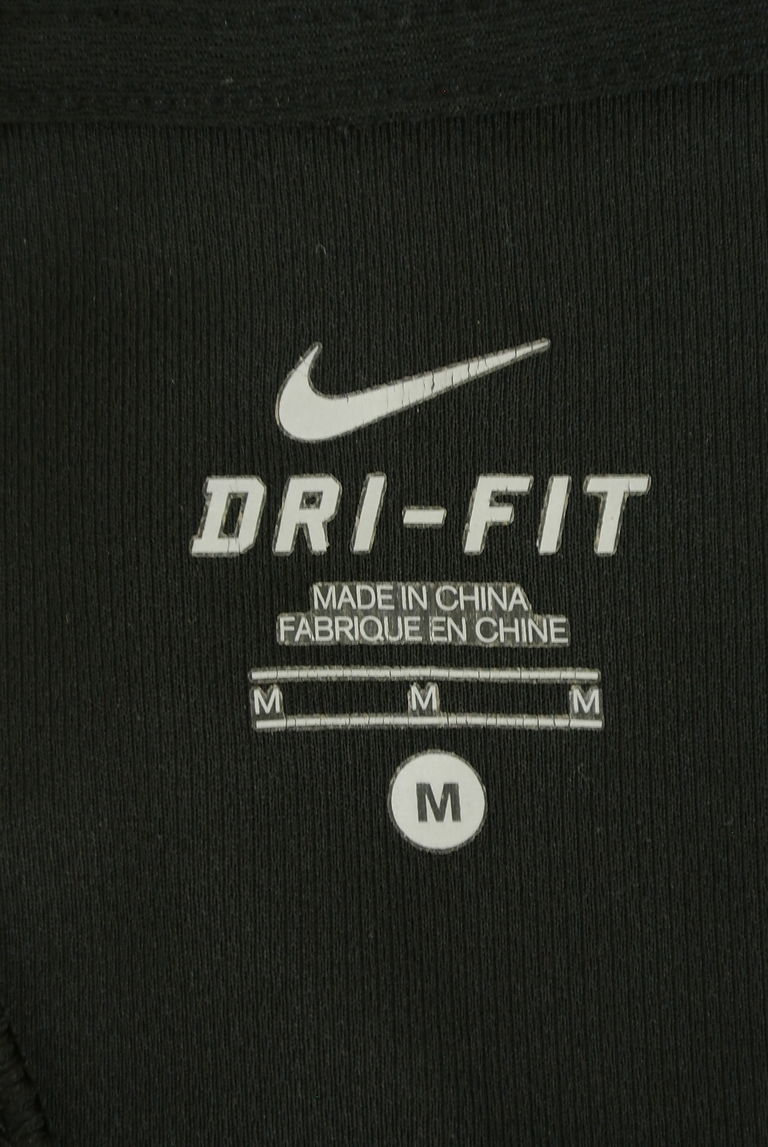 DRI-FIT
MADE IN CHINA
FABRIQUE EN CHINE
M M M
M